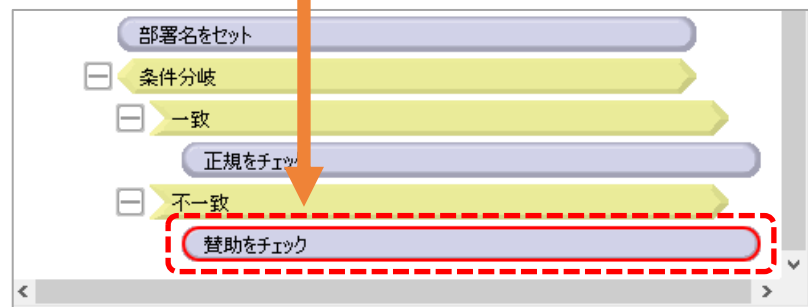 部署名をセット
条件分岐
一致
正規をチェック
不一致
賛助をチェック